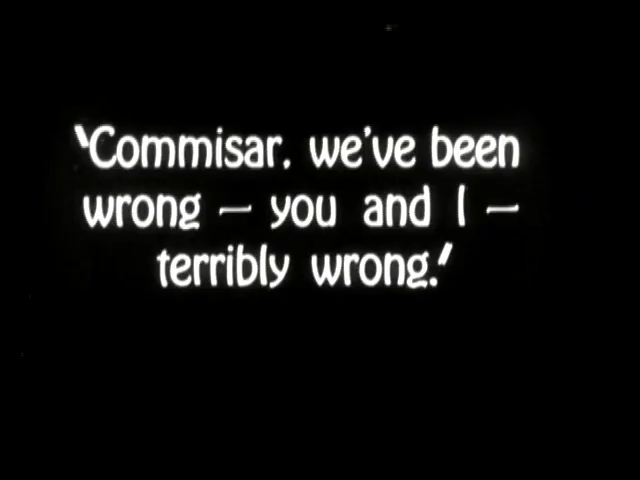 "Commisar, we've been
wrong — you and I —
terribly wrong."